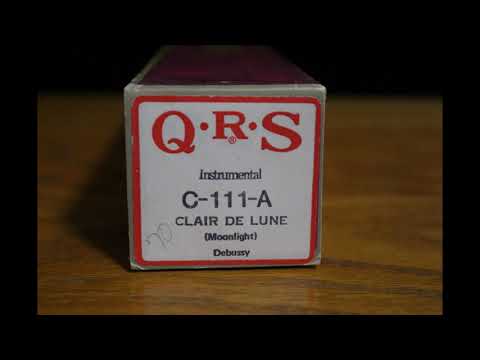 Q·R·S
®
Instrumental
C-111-A
CLAIR DE LUNE
(Moonlight)
Debussy